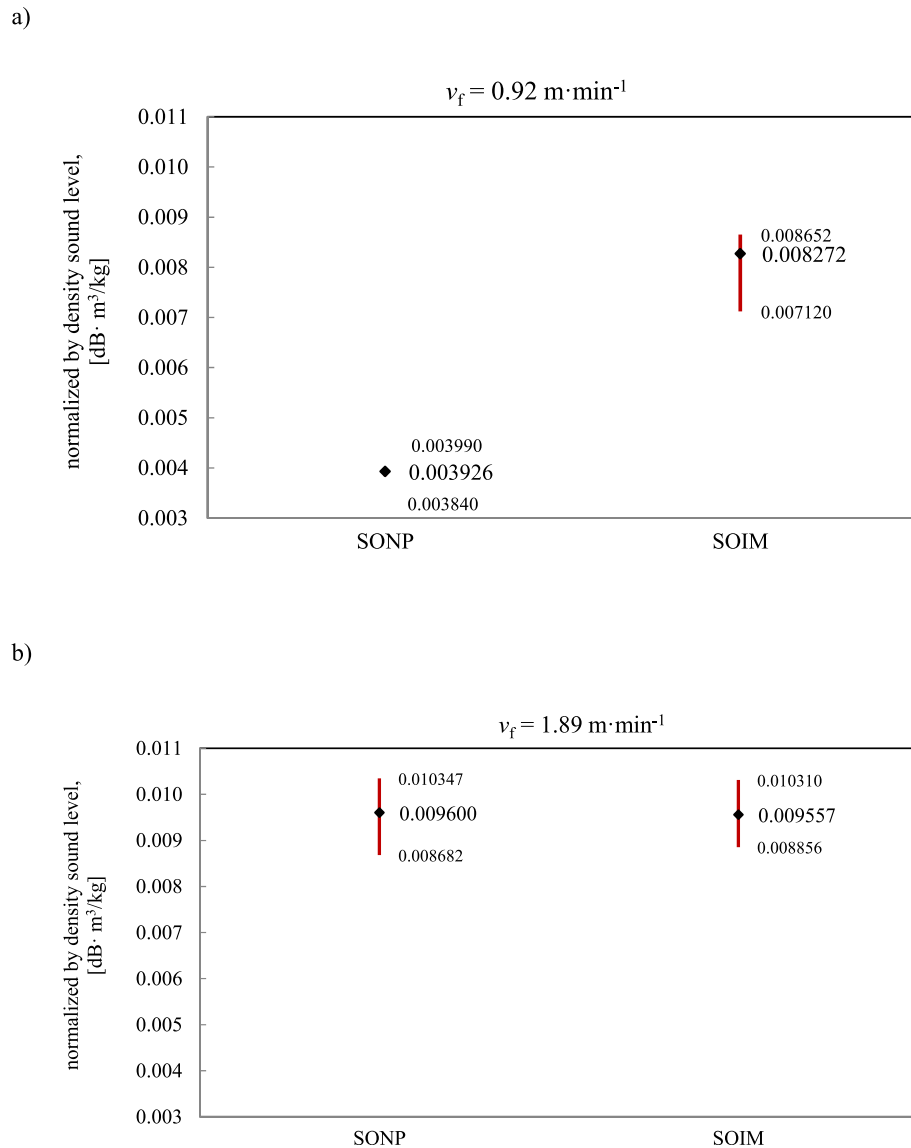 a)
v_f = 0.92 m·min⁻¹
normalized by density sound level,
[dB· m³/kg]
0.011
0.010
0.009
0.008
0.007
0.006
0.005
0.004
0.003
0.003990
0.003926
0.003840
0.008652
0.008272
0.007120
SONP
SOIM
b)
v_f = 1.89 m·min⁻¹
normalized by density sound level,
[dB· m³/kg]
0.011
0.010
0.009
0.008
0.007
0.006
0.005
0.004
0.003
0.010347
0.009600
0.008682
0.010310
0.009557
0.008856
SONP
SOIM